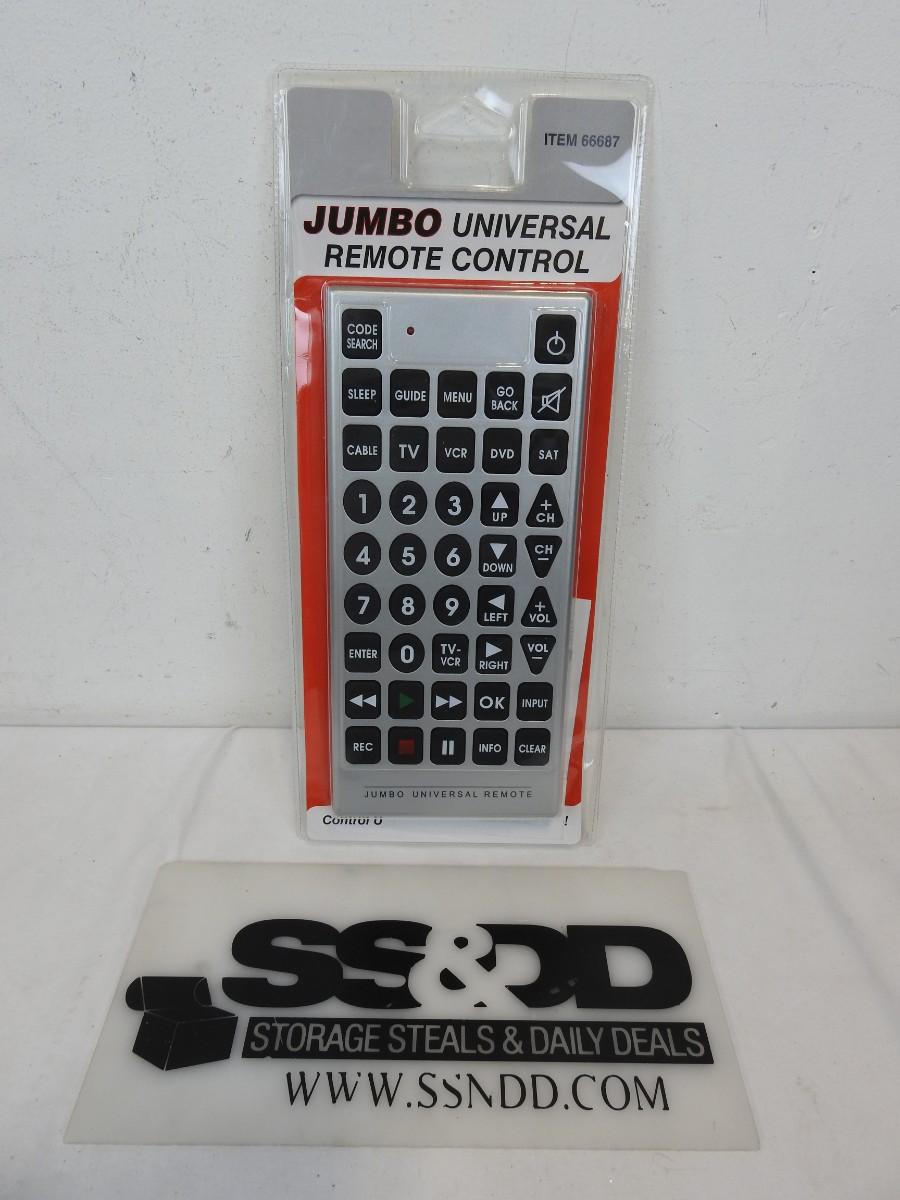 ITEM 66687
JUMBO UNIVERSAL
REMOTE CONTROL
CODE
SEARCH
SLEEP GUIDE MENU GO
BACK
CABLE TV VCR DVD SAT
1 2 3 UP +
CH
4 5 6 DOWN CH
−
7 8 9 LEFT +
VOL
ENTER 0 TV-
VCR RIGHT VOL
−
OK INPUT
REC INFO CLEAR
JUMBO UNIVERSAL REMOTE
Control U !
SS&DD
STORAGE STEALS & DAILY DEALS
WWW.SSNDD.COM